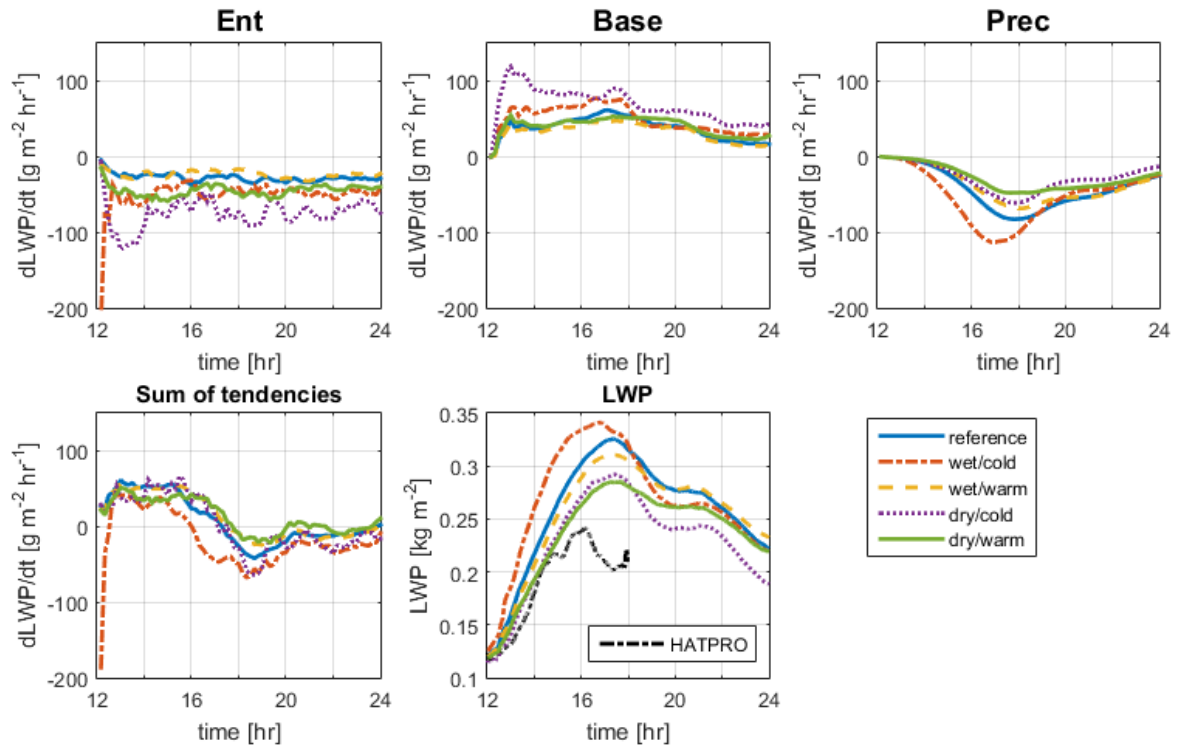 Ent
Base
Prec
100
0
-100
-200
dLWP/dt [g m-2 hr-1]
12
16
20
24
time [hr]
100
0
-100
-200
dLWP/dt [g m-2 hr-1]
12
16
20
24
time [hr]
100
0
-100
-200
dLWP/dt [g m-2 hr-1]
12
16
20
24
time [hr]
Sum of tendencies
100
0
-100
-200
dLWP/dt [g m-2 hr-1]
12
16
20
24
time [hr]
LWP
0.35
0.3
0.25
0.2
0.15
0.1
LWP [kg m-2]
HATPRO
12
16
20
24
time [hr]
reference
wet/cold
wet/warm
dry/cold
dry/warm